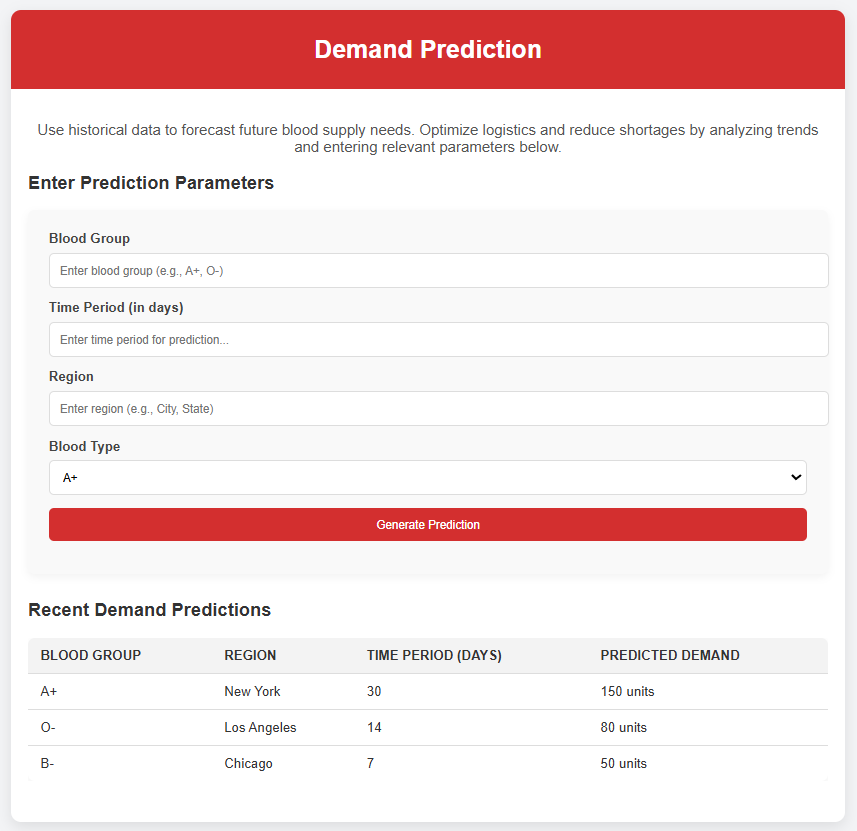 Demand Prediction
Use historical data to forecast future blood supply needs. Optimize logistics and reduce shortages by analyzing trends
and entering relevant parameters below.
Enter Prediction Parameters
Blood Group
Enter blood group (e.g., A+, O-)
Time Period (in days)
Enter time period for prediction...
Region
Enter region (e.g., City, State)
Blood Type
A+
Generate Prediction
Recent Demand Predictions
BLOOD GROUP REGION TIME PERIOD (DAYS) PREDICTED DEMAND
A+ New York 30 150 units
O- Los Angeles 14 80 units
B- Chicago 7 50 units